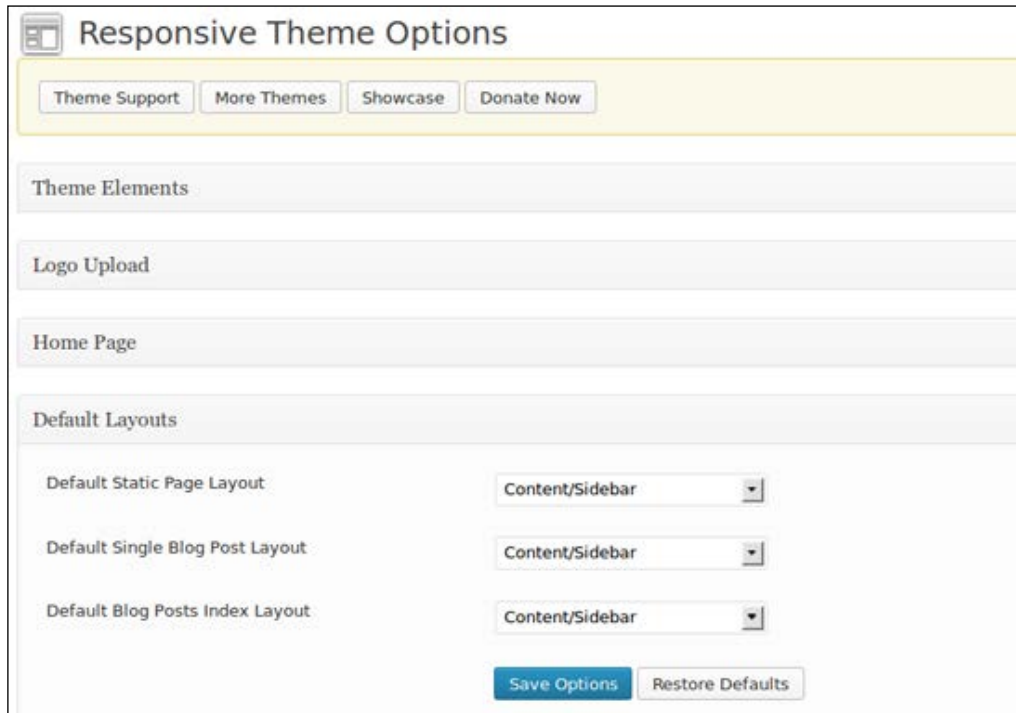 Responsive Theme Options
Theme Support More Themes Showcase Donate Now
Theme Elements
Logo Upload
Home Page
Default Layouts
Default Static Page Layout Content/Sidebar
Default Single Blog Post Layout Content/Sidebar
Default Blog Posts Index Layout Content/Sidebar
Save Options Restore Defaults